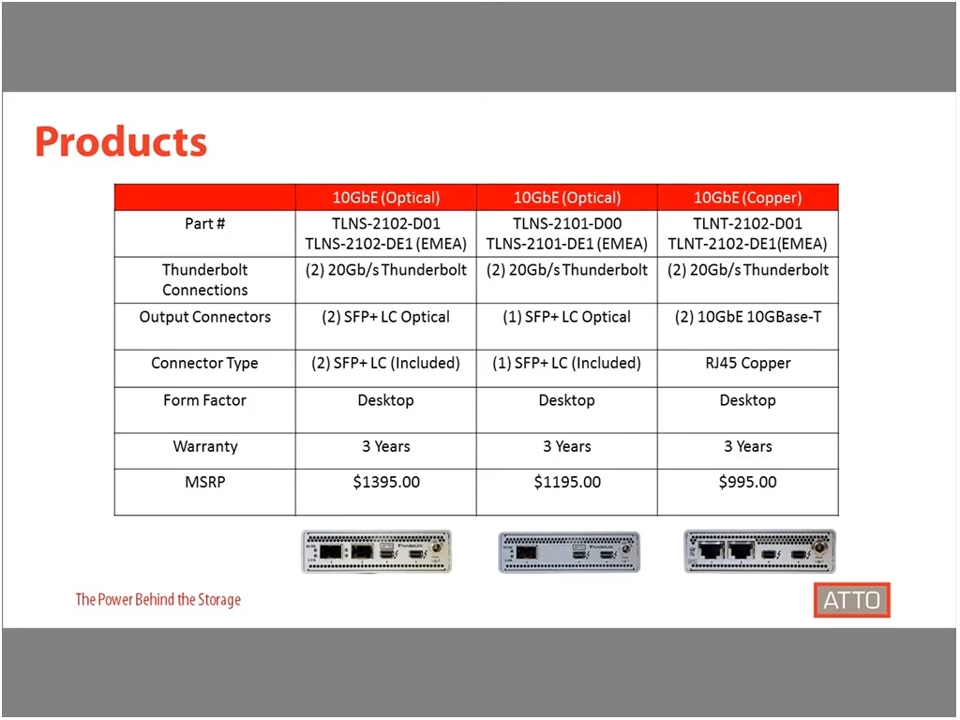 Products
10GbE (Optical) 10GbE (Optical) 10GbE (Copper)
Part # TLNS-2102-D01 TLNS-2101-D00 TLNT-2102-D01
TLNS-2102-DE1 (EMEA) TLNS-2101-DE1 (EMEA) TLNT-2102-DE1(EMEA)
Thunderbolt (2) 20Gb/s Thunderbolt (2) 20Gb/s Thunderbolt (2) 20Gb/s Thunderbolt
Connections
Output Connectors (2) SFP+ LC Optical (1) SFP+ LC Optical (2) 10GbE 10GBase-T
Connector Type (2) SFP+ LC (Included) (1) SFP+ LC (Included) RJ45 Copper
Form Factor Desktop Desktop Desktop
Warranty 3 Years 3 Years 3 Years
MSRP $1395.00 $1195.00 $995.00
The Power Behind the Storage
ATTO